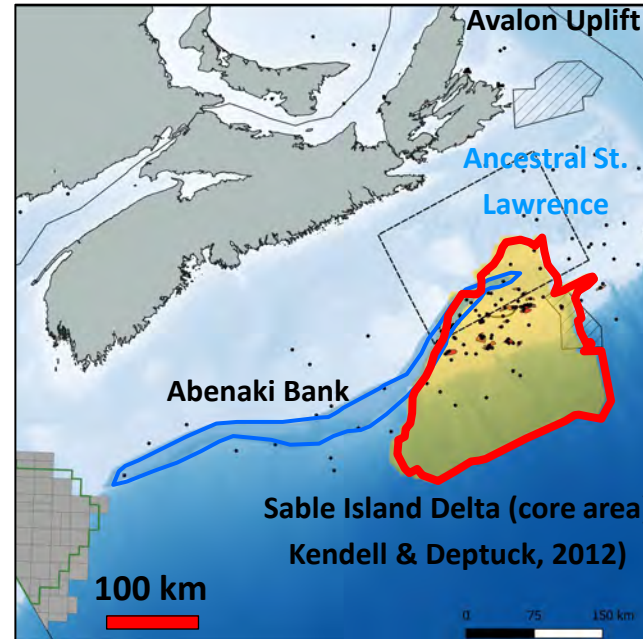 Avalon Uplift
Ancestral St.
Lawrence
Abenaki Bank
Sable Island Delta (core area
Kendell & Deptuck, 2012)
100 km
0 75 150 km